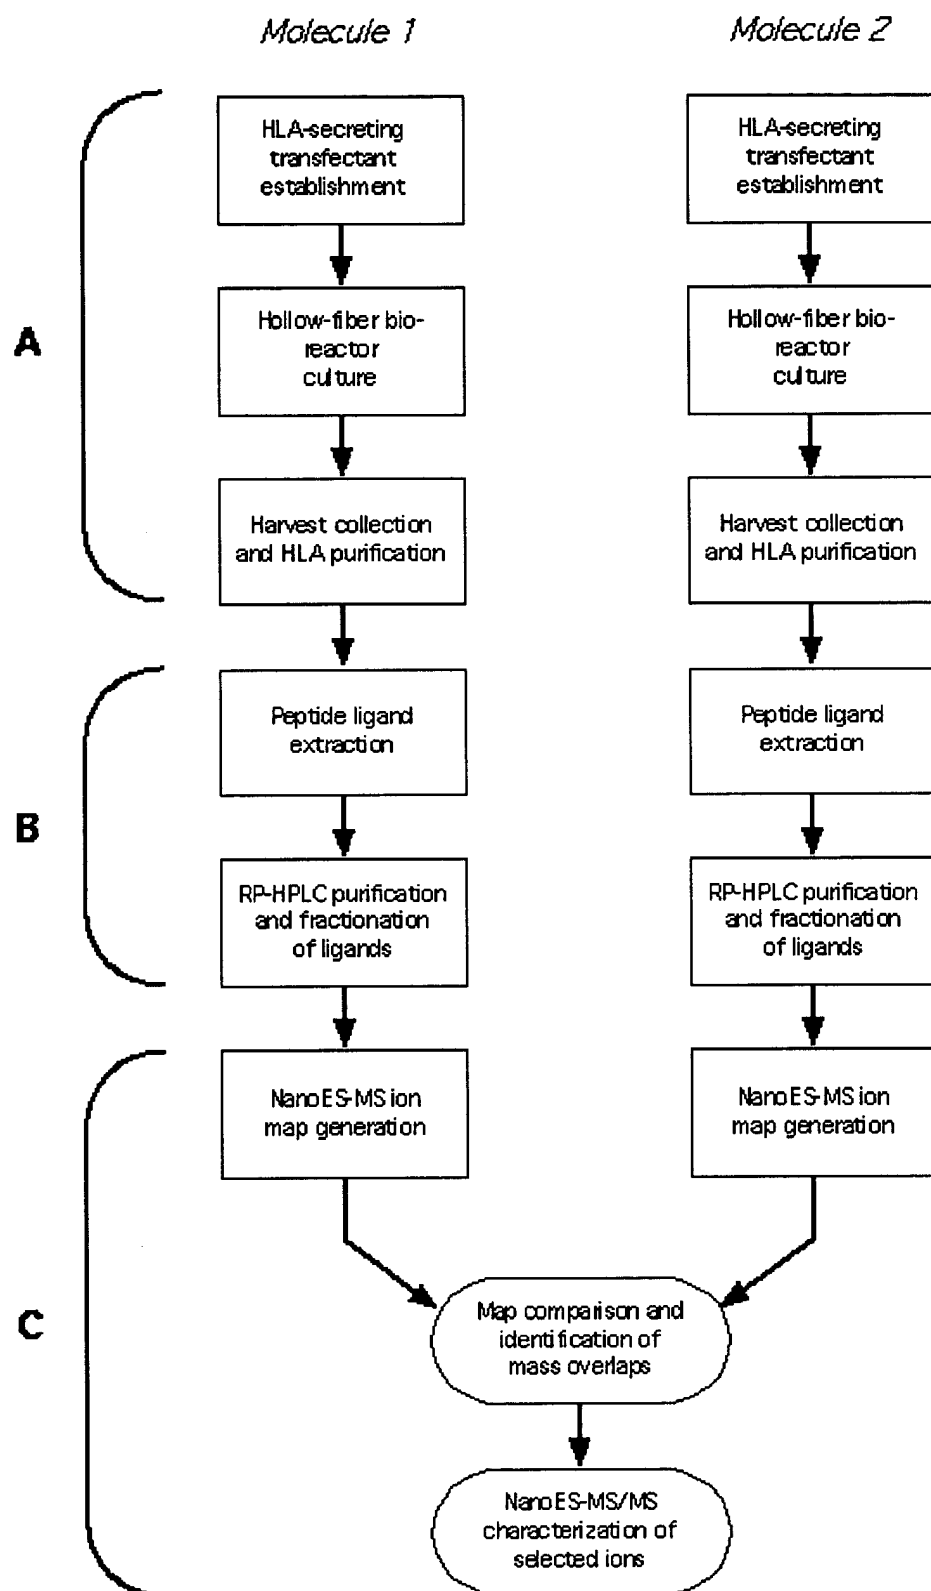 Molecule 1
Molecule 2
A
HLA-secreting
transfectant
establishment
HLA-secreting
transfectant
establishment
Hollow-fiber bio-
reactor
culture
Hollow-fiber bio-
reactor
culture
Harvest collection
and HLA purification
Harvest collection
and HLA purification
B
Peptide ligand
extraction
Peptide ligand
extraction
RP-HPLC purification
and fractionation
of ligands
RP-HPLC purification
and fractionation
of ligands
C
NanoES-MS ion
map generation
NanoES-MS ion
map generation
Map comparison and
identification of
mass overlaps
NanoES-MS/MS
characterization of
selected ions